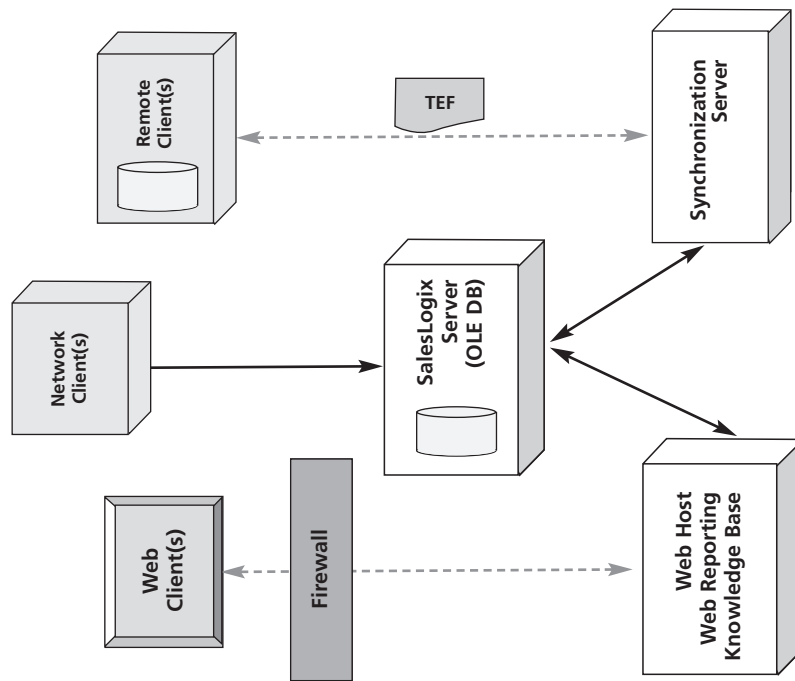 Remote
Client(s)
TEF
Synchronization
Server
Network
Client(s)
SalesLogix
Server
(OLE DB)
Web
Client(s)
Firewall
Web Host
Web Reporting
Knowledge Base